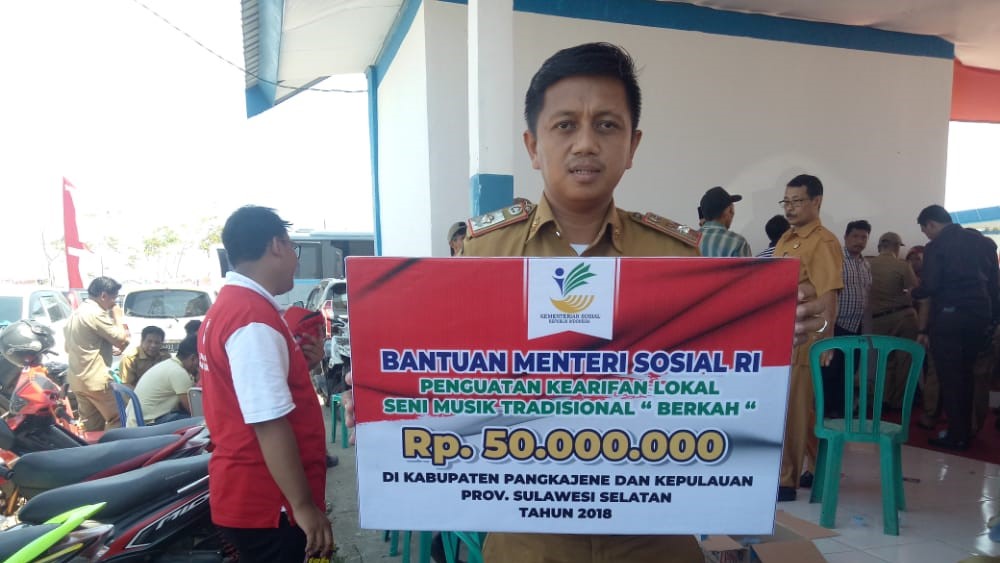 KEMENTERIAN SOSIAL
REPUBLIK INDONESIA
BANTUAN MENTERI SOSIAL RI
PENGUATAN KEARIFAN LOKAL
SENI MUSIK TRADISIONAL “ BERKAH “
Rp. 50.000.000
DI KABUPATEN PANGKAJENE DAN KEPULAUAN
PROV. SULAWESI SELATAN
TAHUN 2018